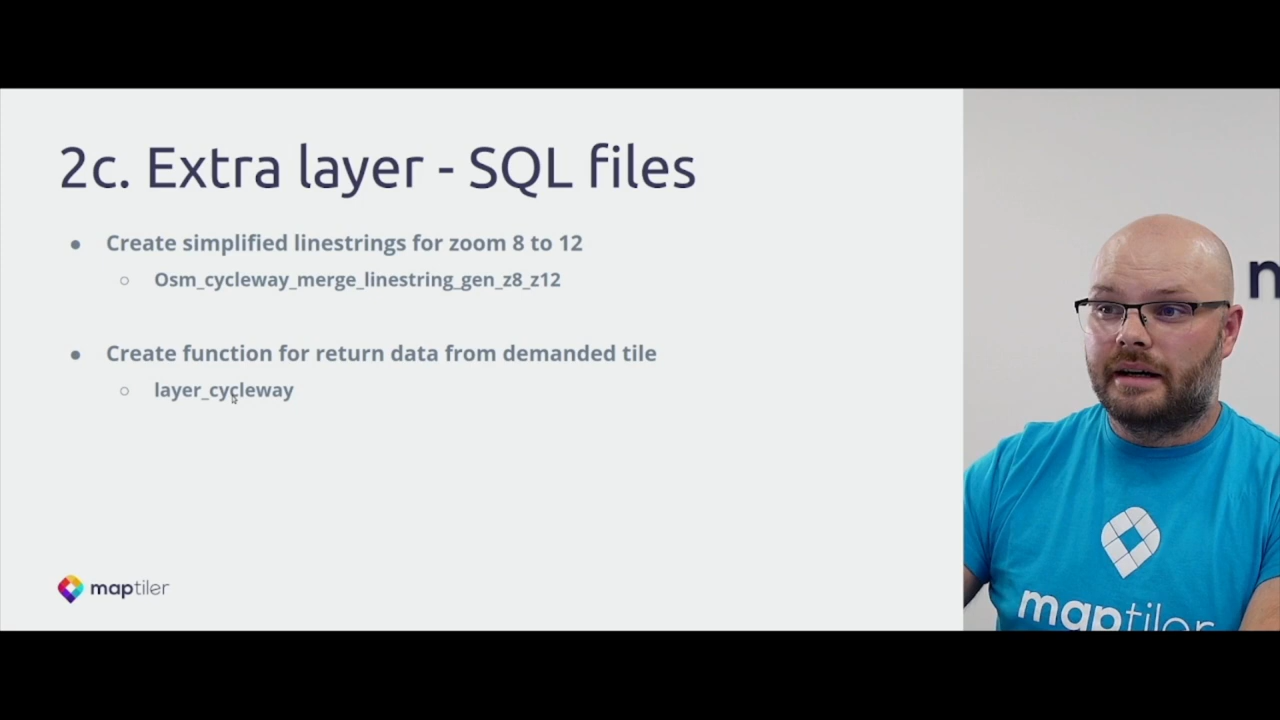 2c. Extra layer - SQL files
● Create simplified linestrings for zoom 8 to 12
○ Osm_cycleway_merge_linestring_gen_z8_z12
● Create function for return data from demanded tile
○ layer_cycleway
maptiler
m
maptiler